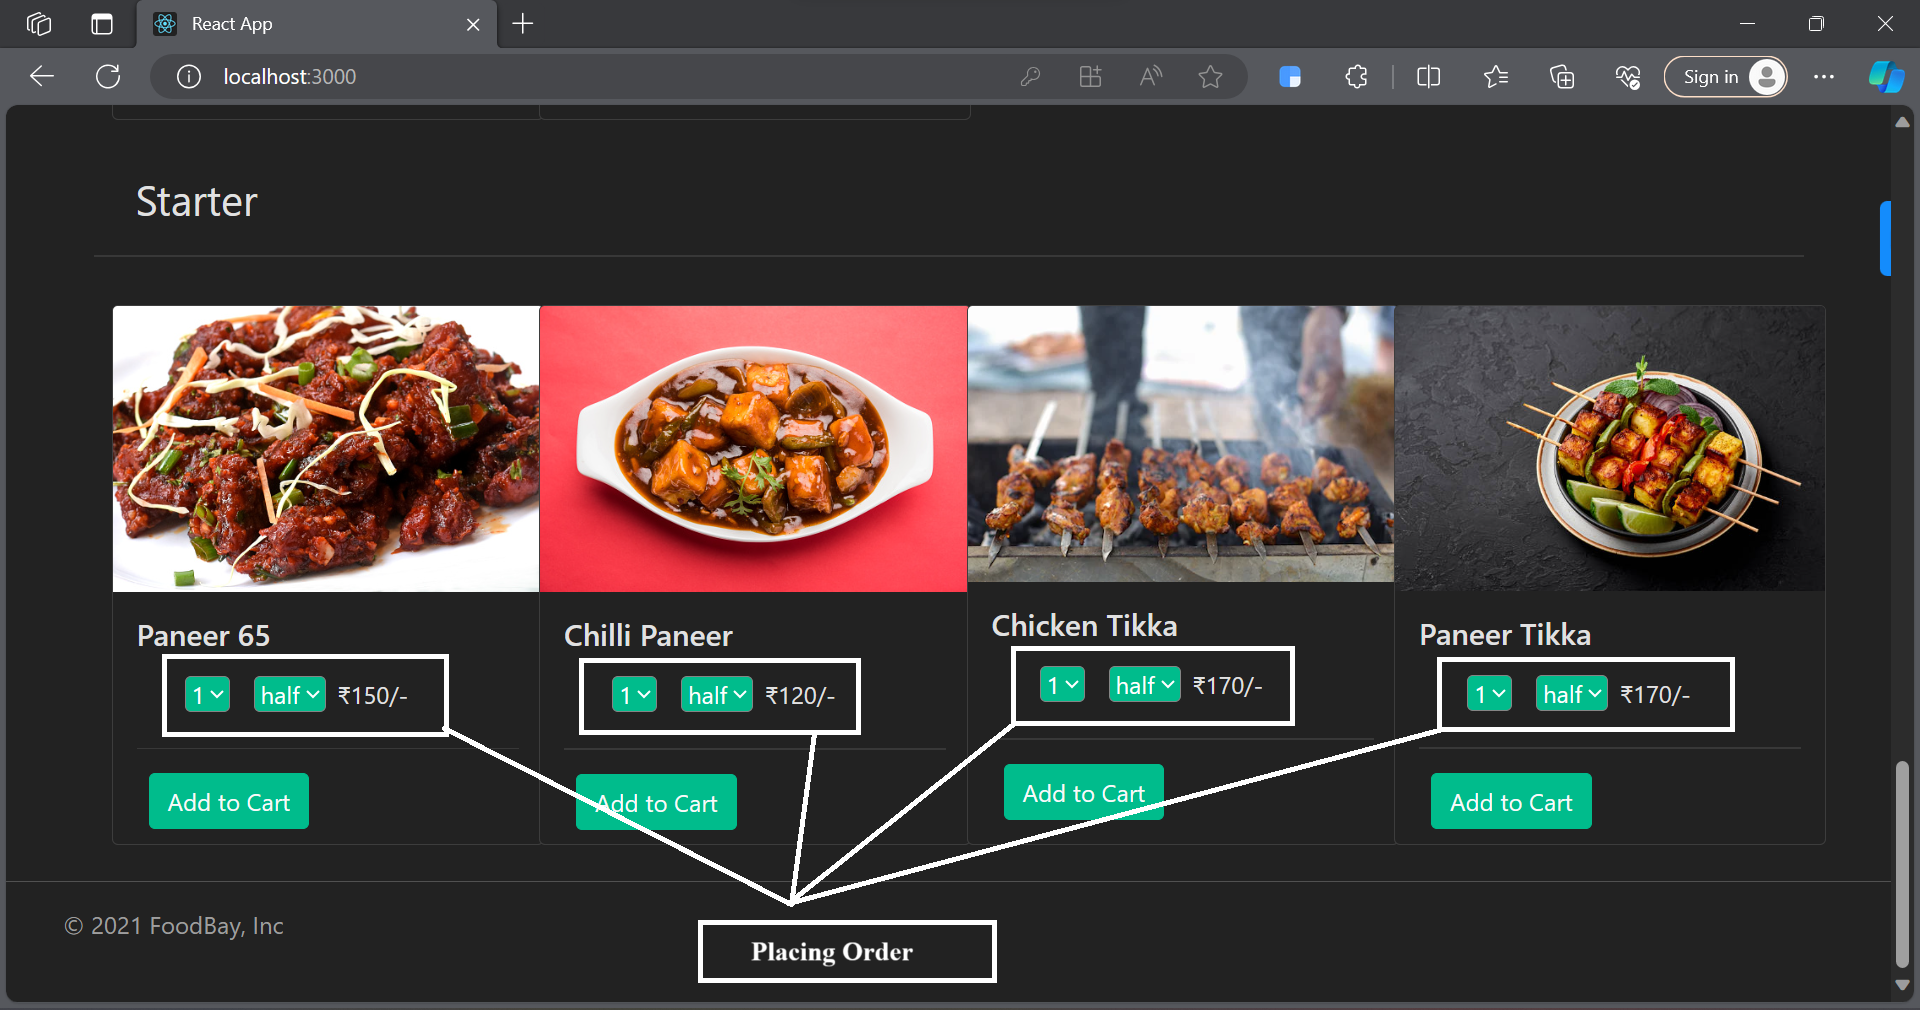 React App
localhost:3000
Sign in
Starter
Paneer 65
1 half ₹150/-
Add to Cart
Chilli Paneer
1 half ₹120/-
Add to Cart
Chicken Tikka
1 half ₹170/-
Add to Cart
Paneer Tikka
1 half ₹170/-
Add to Cart
© 2021 FoodBay, Inc
Placing Order